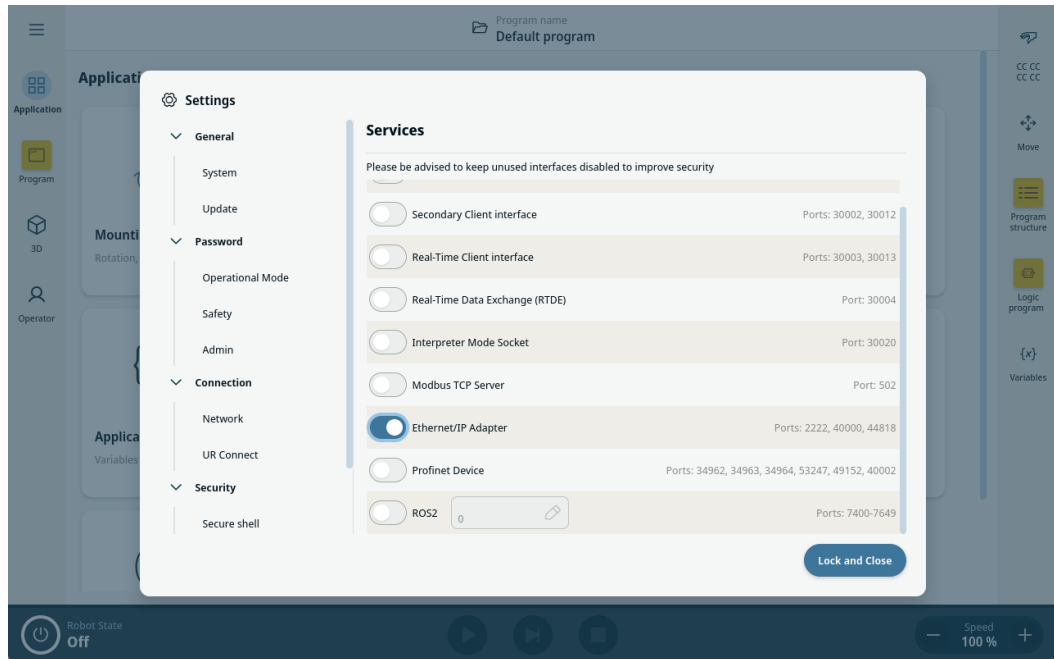 Program name
Default program
Applicati
Application
Program
3D
Operator
Mounti
Rotation,
Applica
Variables
Settings
General
System
Update
Password
Operational Mode
Safety
Admin
Connection
Network
UR Connect
Security
Secure shell
Services
Please be advised to keep unused interfaces disabled to improve security
Secondary Client interface Ports: 30002, 30012
Real-Time Client interface Ports: 30003, 30013
Real-Time Data Exchange (RTDE) Port: 30004
Interpreter Mode Socket Port: 30020
Modbus TCP Server Port: 502
Ethernet/IP Adapter Ports: 2222, 40000, 44818
Profinet Device Ports: 34962, 34963, 34964, 53247, 49152, 40002
ROS2 0 Ports: 7400-7649
Lock and Close
CC CC
CC CC
Move
Program
structure
Logic
program
{x}
Variables
Robot State
Off
Speed
100 %